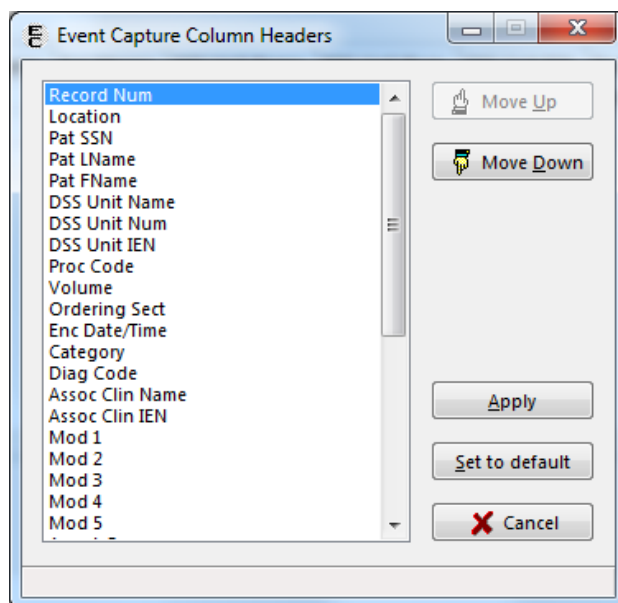 Event Capture Column Headers
Record Num
Location
Pat SSN
Pat LName
Pat FName
DSS Unit Name
DSS Unit Num
DSS Unit IEN
Proc Code
Volume
Ordering Sect
Enc Date/Time
Category
Diag Code
Assoc Clin Name
Assoc Clin IEN
Mod 1
Mod 2
Mod 3
Mod 4
Mod 5
Move Up
Move Down
Apply
Set to default
Cancel